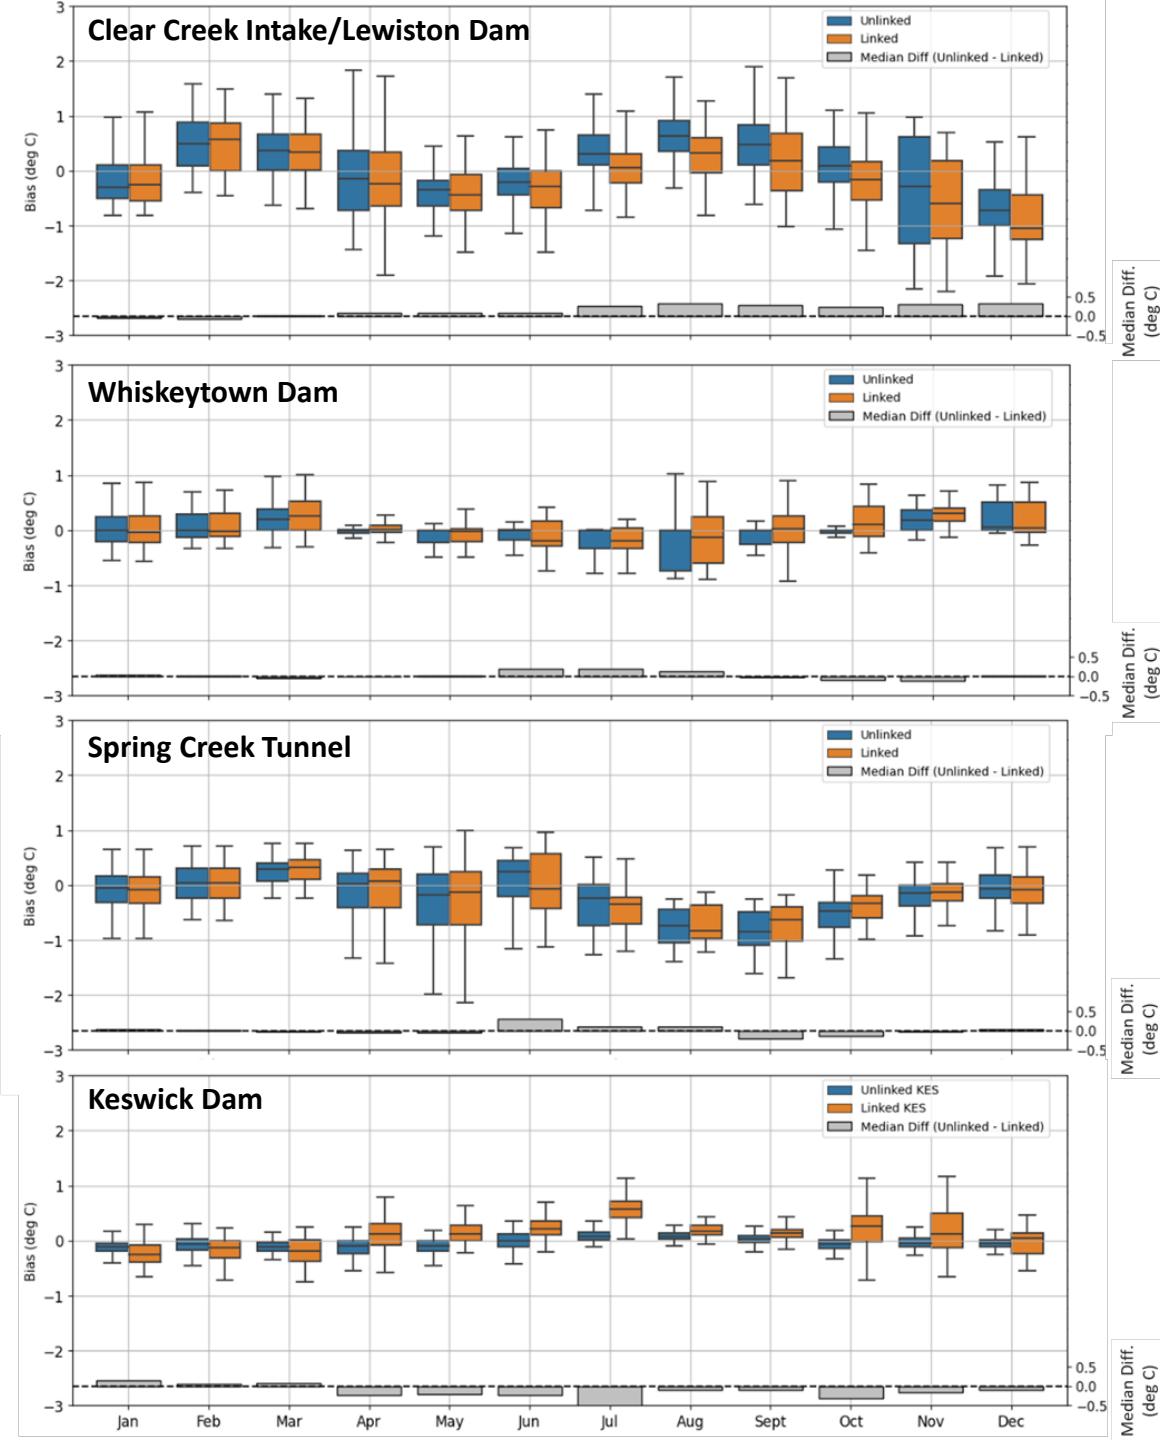 Clear Creek Intake/Lewiston Dam
Unlinked
Linked
Median Diff (Unlinked - Linked)
Bias (deg C)
3
2
1
0
−1
−2
−3
0.5
0.0
−0.5
Median Diff.
(deg C)
Whiskeytown Dam
Unlinked
Linked
Median Diff (Unlinked - Linked)
Bias (deg C)
3
2
1
0
−1
−2
−3
0.5
0.0
−0.5
Median Diff.
(deg C)
Spring Creek Tunnel
Unlinked
Linked
Median Diff (Unlinked - Linked)
Bias (deg C)
3
2
1
0
−1
−2
−3
0.5
0.0
−0.5
Median Diff.
(deg C)
Keswick Dam
Unlinked KES
Linked KES
Median Diff (Unlinked - Linked)
Bias (deg C)
3
2
1
0
−1
−2
−3
0.5
0.0
−0.5
Median Diff.
(deg C)
Jan Feb Mar Apr May Jun Jul Aug Sept Oct Nov Dec